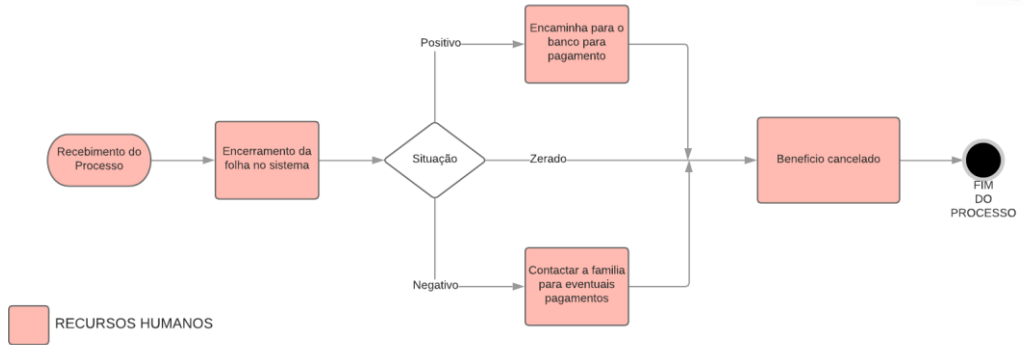 Recebimento do
Processo
Encerramento da
folha no sistema
Situação
Positivo
Encaminha para o
banco para
pagamento
Zerado
Negativo
Contactar a familia
para eventuais
pagamentos
Beneficio cancelado
FIM
DO
PROCESSO
RECURSOS HUMANOS